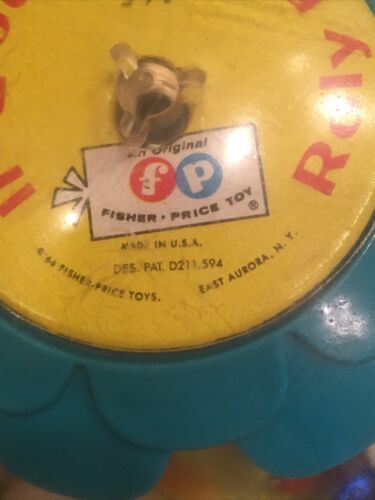 Roly
An Original
fp
FISHER-PRICE TOY ®
MADE IN U.S.A.
DES. PAT. D211,594
© 66 FISHER-PRICE TOYS. EAST AURORA, N.Y.